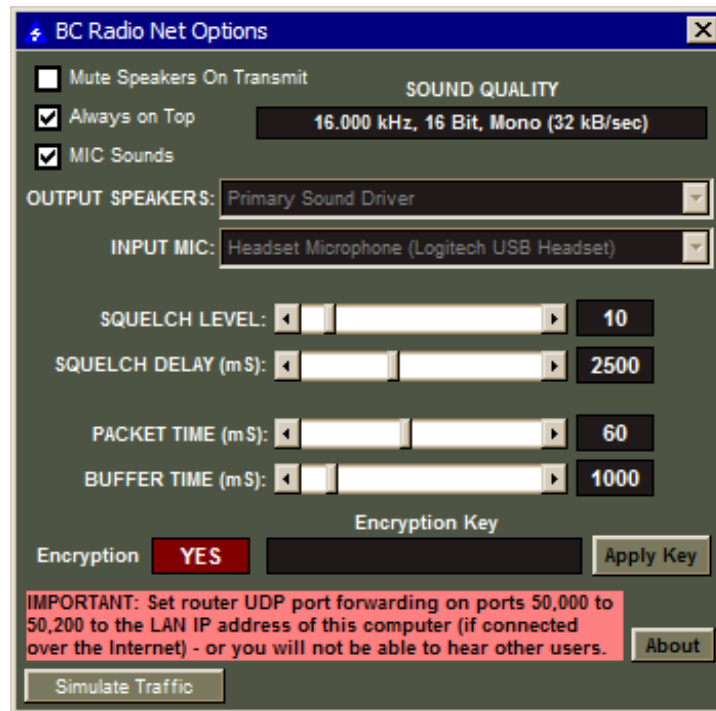 BC Radio Net Options
Mute Speakers On Transmit
SOUND QUALITY
Always on Top
16.000 kHz, 16 Bit, Mono (32 kB/sec)
MIC Sounds
OUTPUT SPEAKERS: Primary Sound Driver
INPUT MIC: Headset Microphone (Logitech USB Headset)
SQUELCH LEVEL: 10
SQUELCH DELAY (mS): 2500
PACKET TIME (mS): 60
BUFFER TIME (mS): 1000
Encryption Key
Encryption YES Apply Key
IMPORTANT: Set router UDP port forwarding on ports 50,000 to
50,200 to the LAN IP address of this computer (if connected
over the Internet) - or you will not be able to hear other users.
About
Simulate Traffic